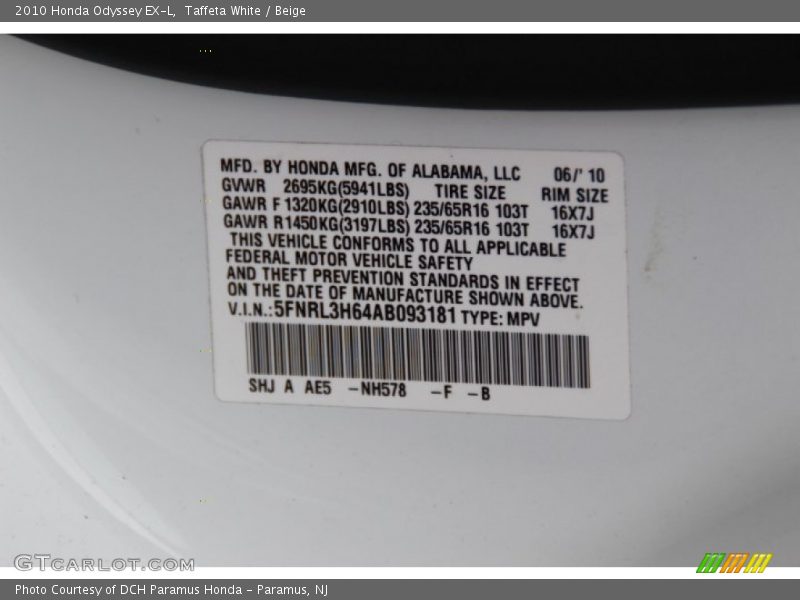 2010 Honda Odyssey EX-L, Taffeta White / Beige
MFD. BY HONDA MFG. OF ALABAMA, LLC 06/' 10
GVWR 2695KG(5941LBS) TIRE SIZE RIM SIZE
GAWR F 1320KG(2910LBS) 235/65R16 103T 16X7J
GAWR R1450KG(3197LBS) 235/65R16 103T 16X7J
THIS VEHICLE CONFORMS TO ALL APPLICABLE
FEDERAL MOTOR VEHICLE SAFETY
AND THEFT PREVENTION STANDARDS IN EFFECT
ON THE DATE OF MANUFACTURE SHOWN ABOVE.
V.I.N.:5FNRL3H64AB093181 TYPE: MPV
SHJ A AE5 -NH578 -F -B
GTCARLOT.COM
Photo Courtesy of DCH Paramus Honda - Paramus, NJ